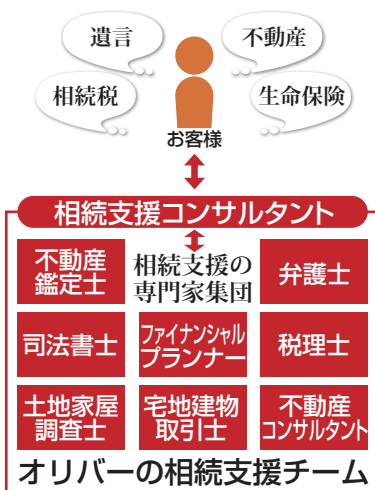 遺言
不動産
相続税
生命保険
お客様
相続支援コンサルタント
不動産
鑑定士
相続支援の
専門家集団
弁護士
司法書士
ファイナンシャル
プランナー
税理士
土地家屋
調査士
宅地建物
取引士
不動産
コンサルタント
オリバーの相続支援チーム